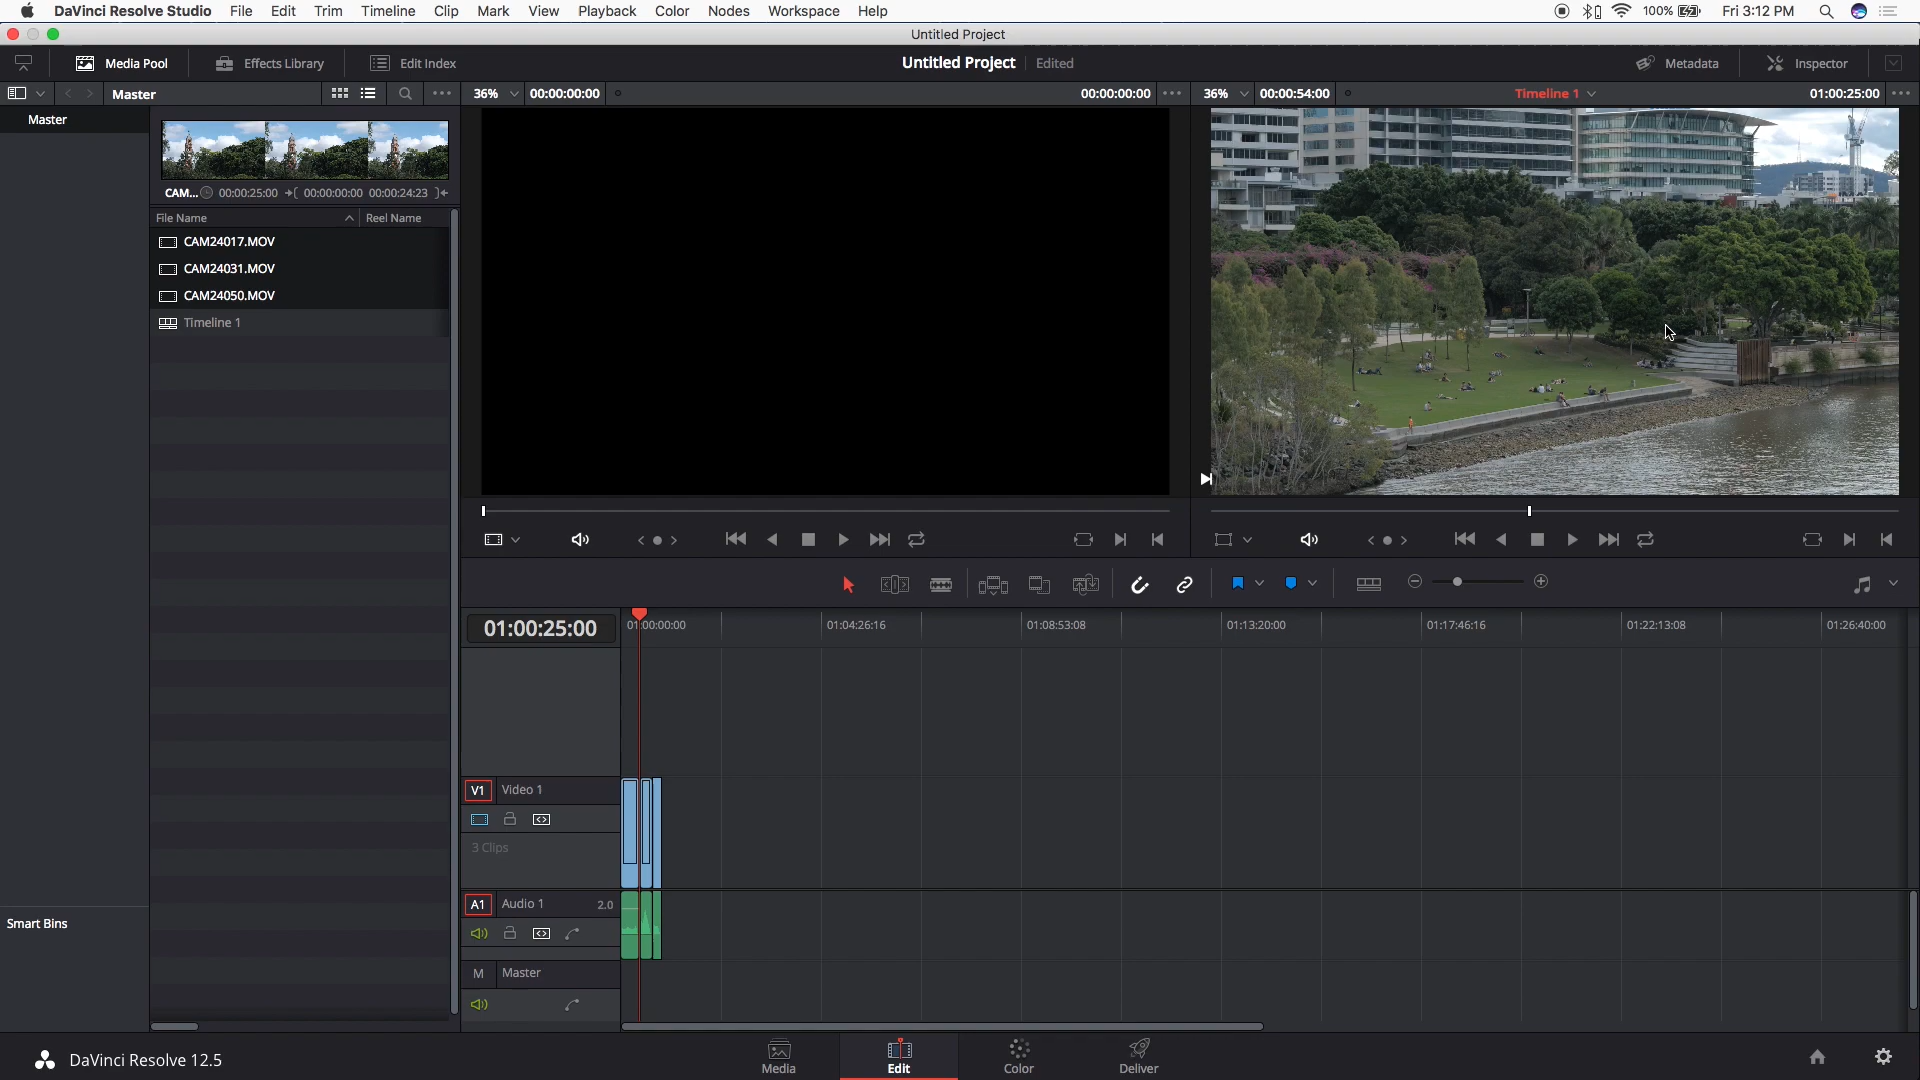 DaVinci Resolve Studio File Edit Trim Timeline Clip Mark View Playback Color Nodes Workspace Help 100% Fri 3:12 PM
Untitled Project
Media Pool Effects Library Edit Index Untitled Project Edited Metadata Inspector
Master 36% 00:00:00:00 00:00:00:00 36% 00:00:54:00 Timeline 1 01:00:25:00
Master
CAM... 00:00:25:00 00:00:00:00 00:00:24:23
File Name Reel Name
CAM24017.MOV
CAM24031.MOV
CAM24050.MOV
Timeline 1
01:00:25:00 01:00:00:00 01:04:26:16 01:08:53:08 01:13:20:00 01:17:46:16 01:22:13:08 01:26:40:00
V1 Video 1
3 Clips
A1 Audio 1 2.0
Smart Bins
M Master
DaVinci Resolve 12.5 Media Edit Color Deliver